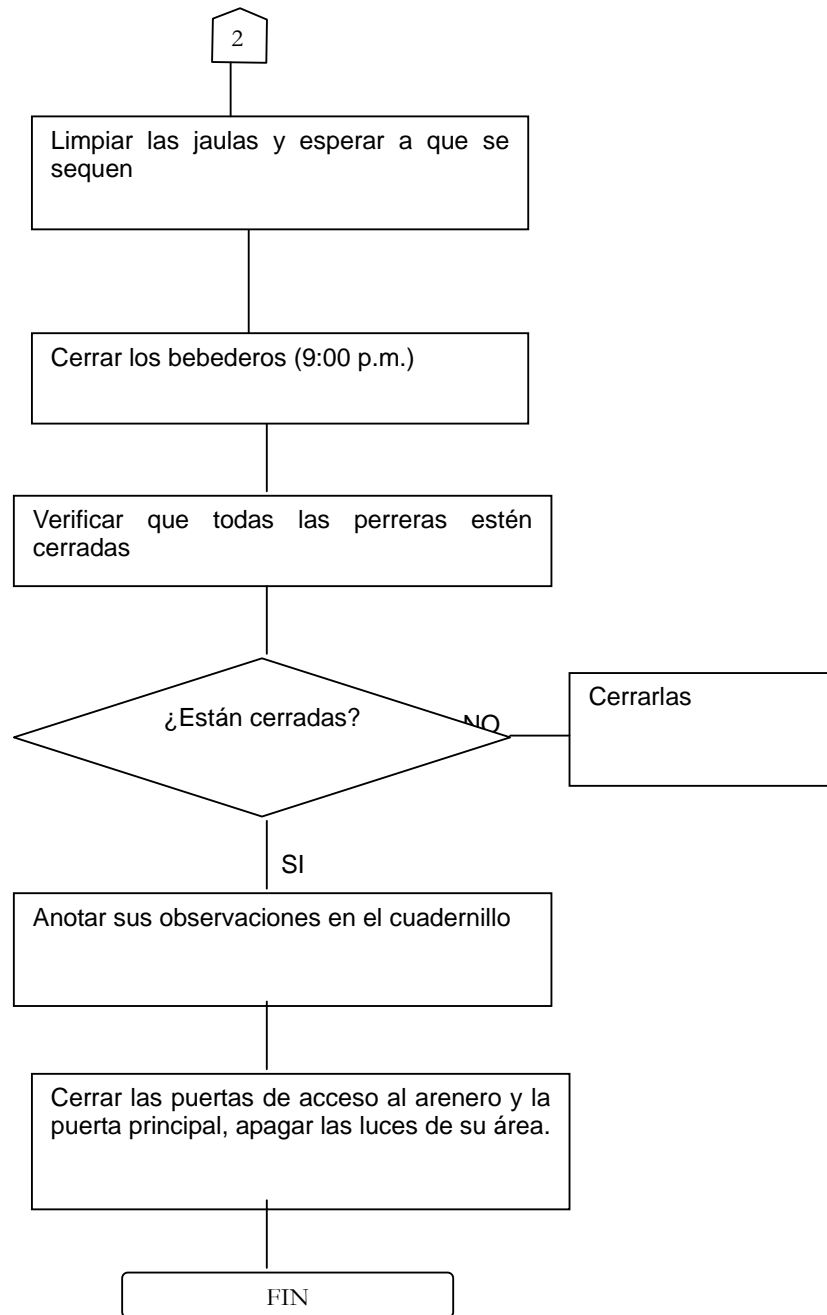 2
Limpiar las jaulas y esperar a que se
sequen
Cerrar los bebederos (9:00 p.m.)
Verificar que todas las perreras estén
cerradas
¿Están cerradas?
NO
Cerrarlas
SI
Anotar sus observaciones en el cuadernillo
Cerrar las puertas de acceso al arenero y la
puerta principal, apagar las luces de su área.
FIN